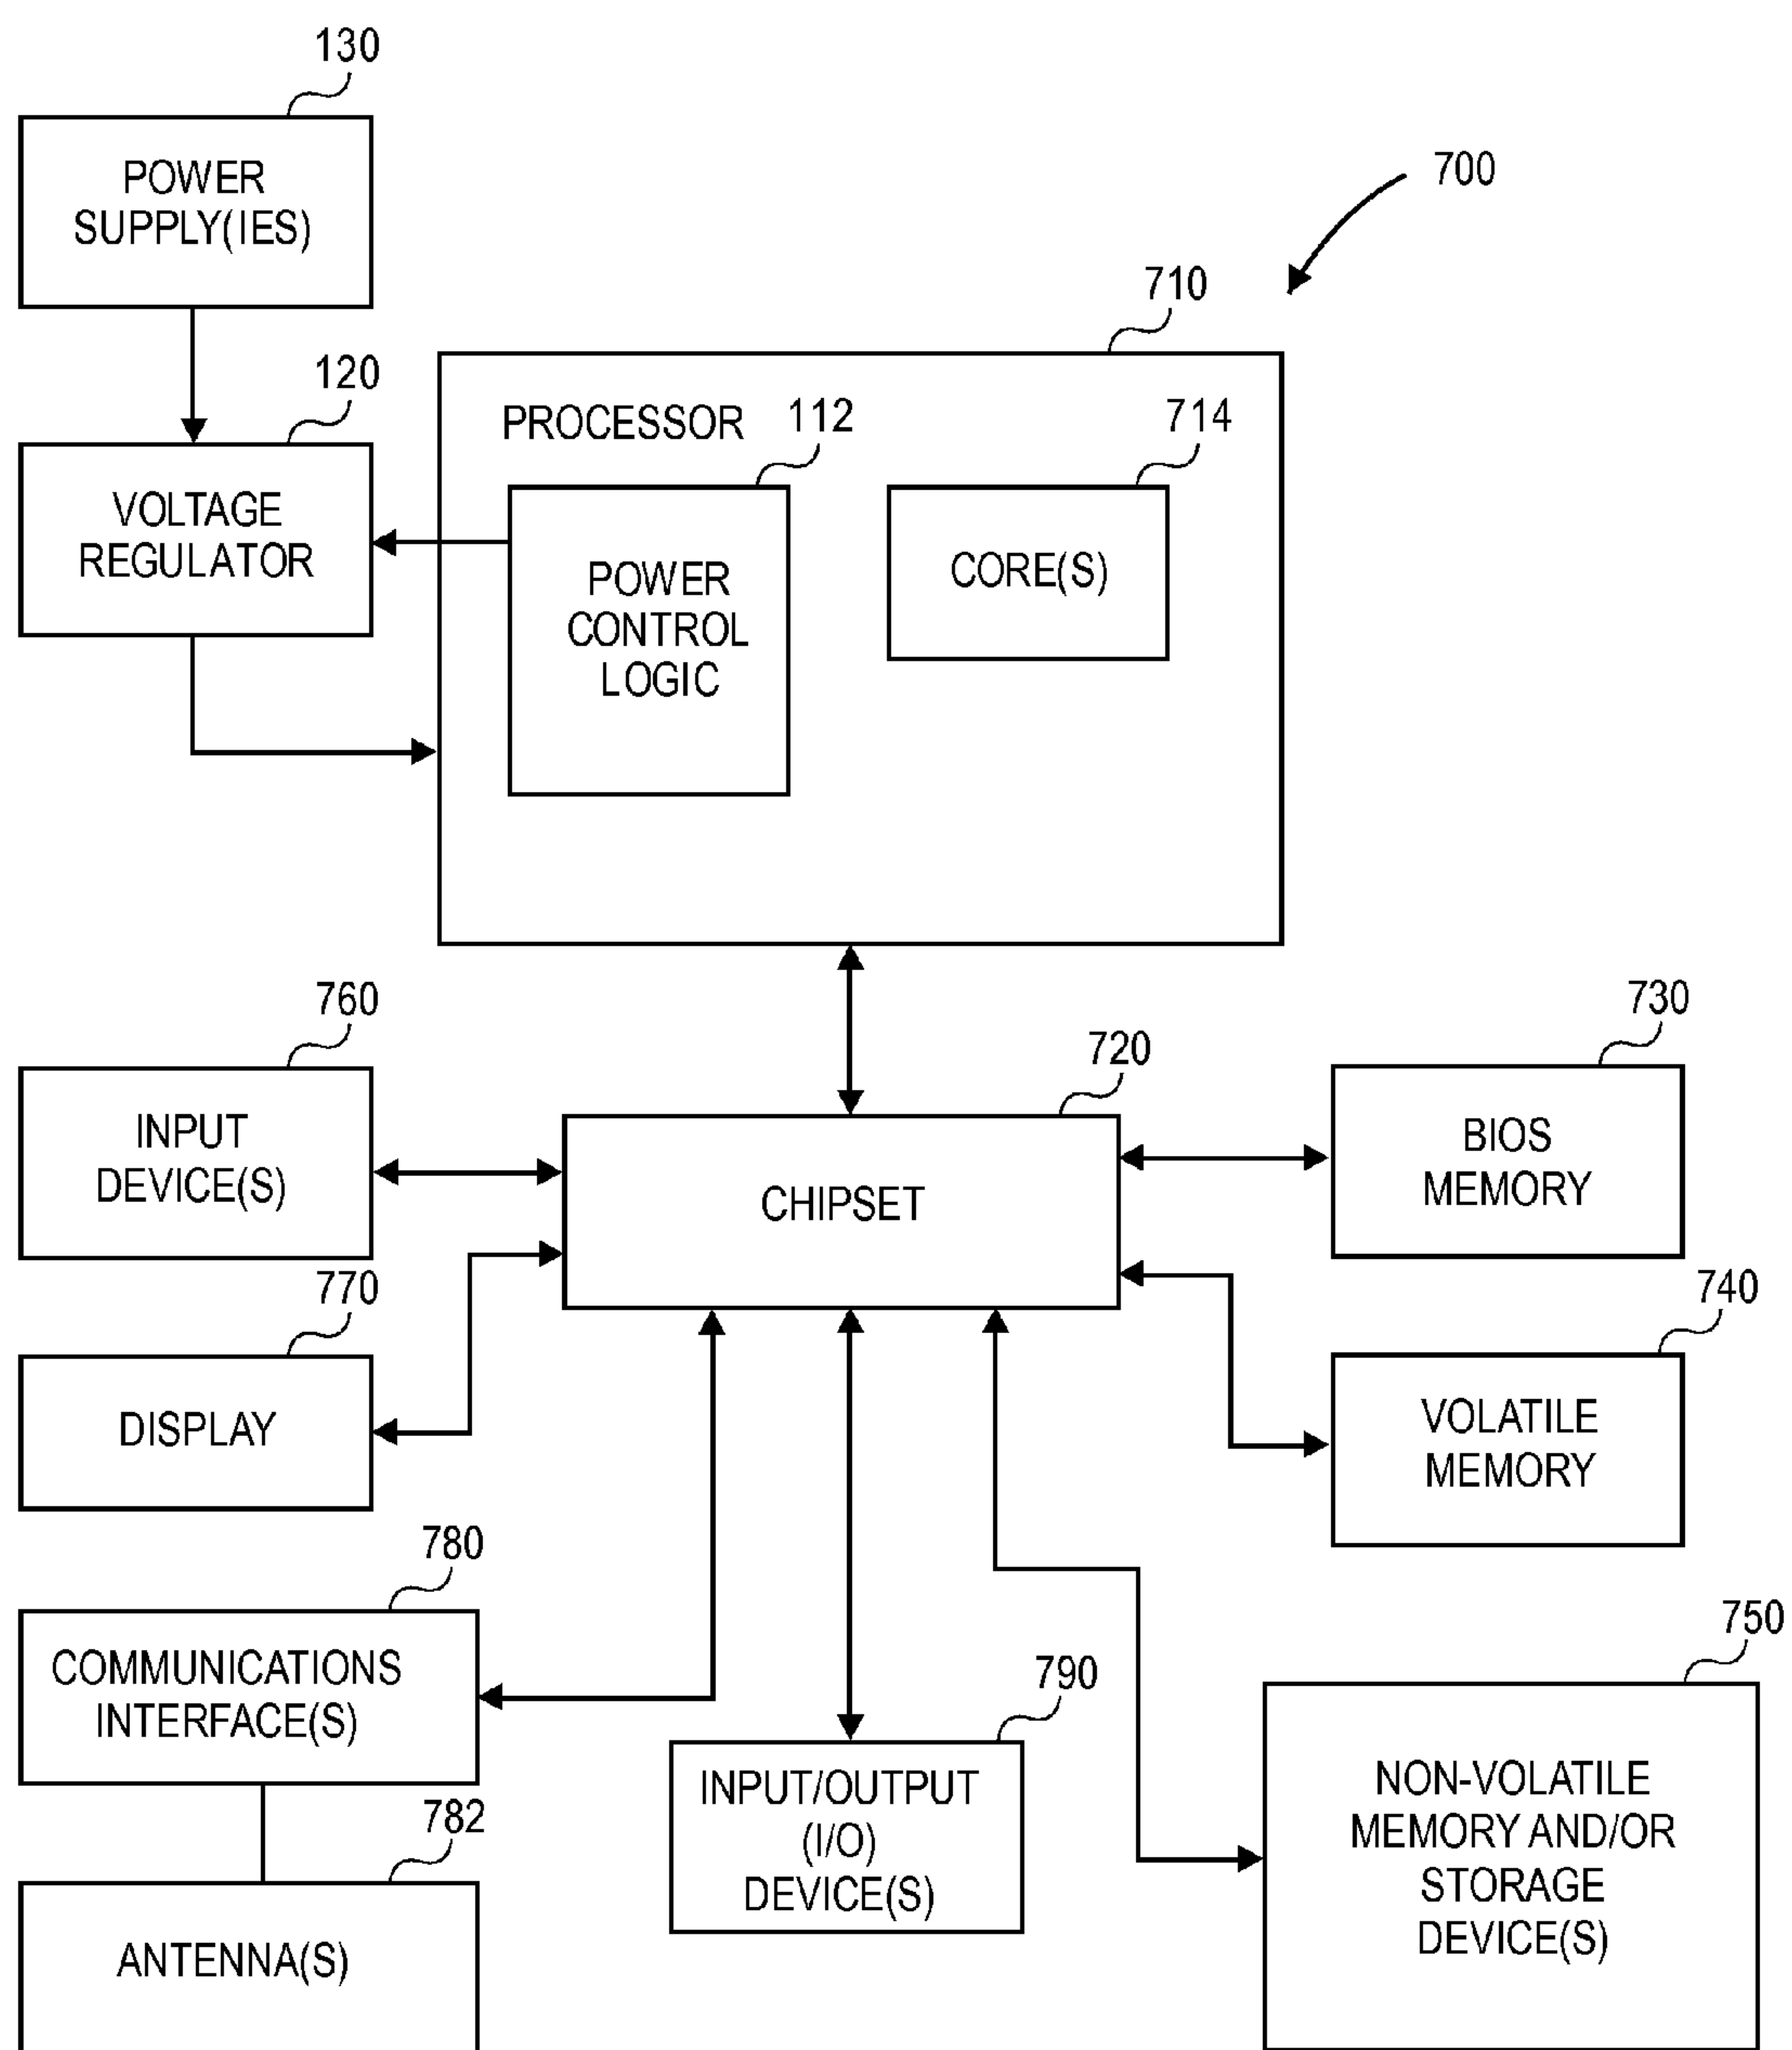 130
POWER
SUPPLY(IES)
700
710
120
VOLTAGE
REGULATOR
PROCESSOR
112
714
POWER
CONTROL
LOGIC
CORE(S)
760
INPUT
DEVICE(S)
720
CHIPSET
730
BIOS
MEMORY
770
DISPLAY
740
VOLATILE
MEMORY
780
COMMUNICATIONS
INTERFACE(S)
790
INPUT/OUTPUT
(I/O)
DEVICE(S)
750
NON-VOLATILE
MEMORY AND/OR
STORAGE
DEVICE(S)
782
ANTENNA(S)